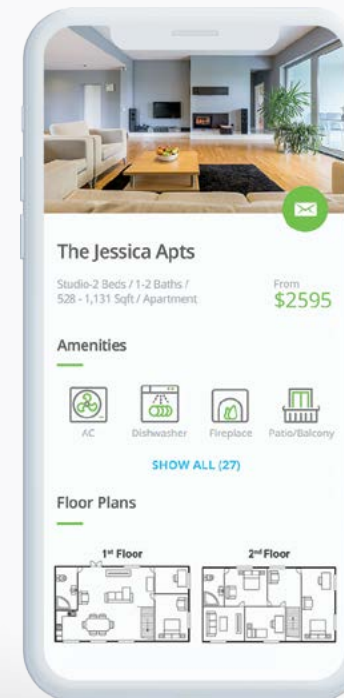 The Jessica Apts
Studio-2 Beds / 1-2 Baths /
528 - 1,131 Sqft / Apartment
From
$2595
Amenities
AC
Dishwasher
Fireplace
Patio/Balcony
SHOW ALL (27)
Floor Plans
1st Floor
2nd Floor